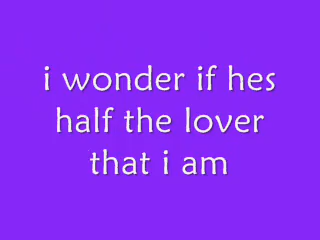 i wonder if hes
half the lover
that i am